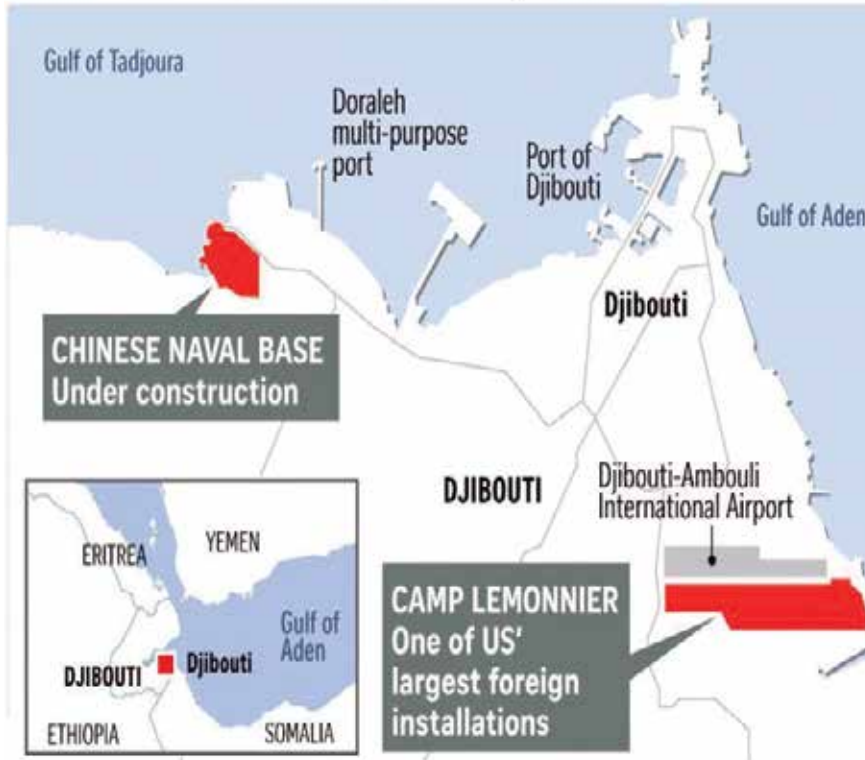 Gulf of Tadjoura
Doraleh
multi-purpose
port
Port of
Djibouti
Gulf of Aden
Djibouti
CHINESE NAVAL BASE
Under construction
DJIBOUTI
Djibouti-Ambouli
International Airport
CAMP LEMONNIER
One of US'
largest foreign
installations
ERITREA
YEMEN
Gulf of
Aden
DJIBOUTI
Djibouti
ETHIOPIA
SOMALIA